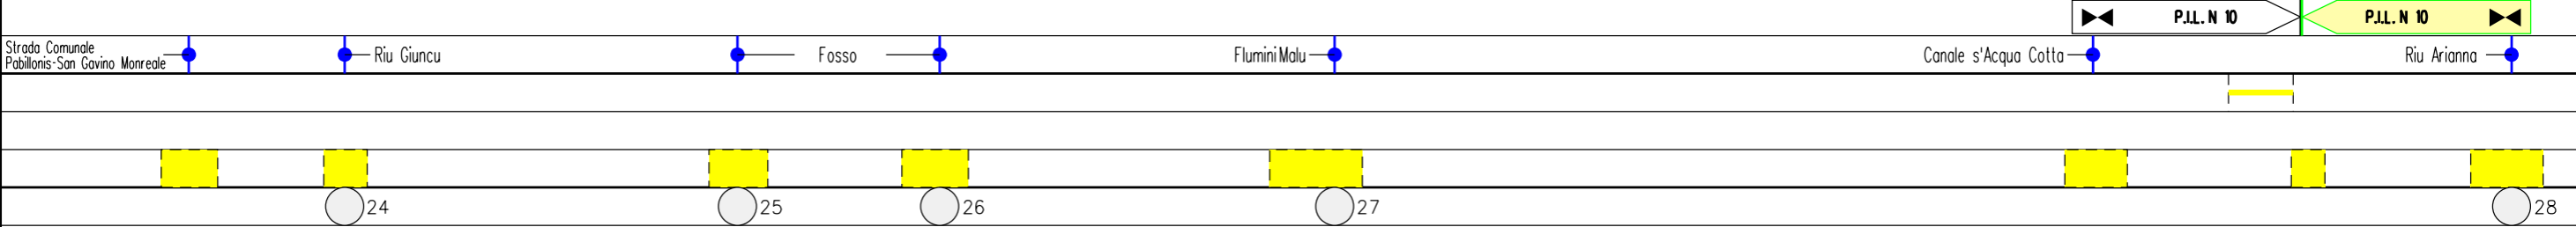 P.I.L. N 10 P.I.L. N 10
Strada Comunale
Pabillonis-San Gavino Monreale
Riu Giuncu Fosso Flumini Malu Canale s'Acqua Cotta Riu Arianna
24 25 26 27 28